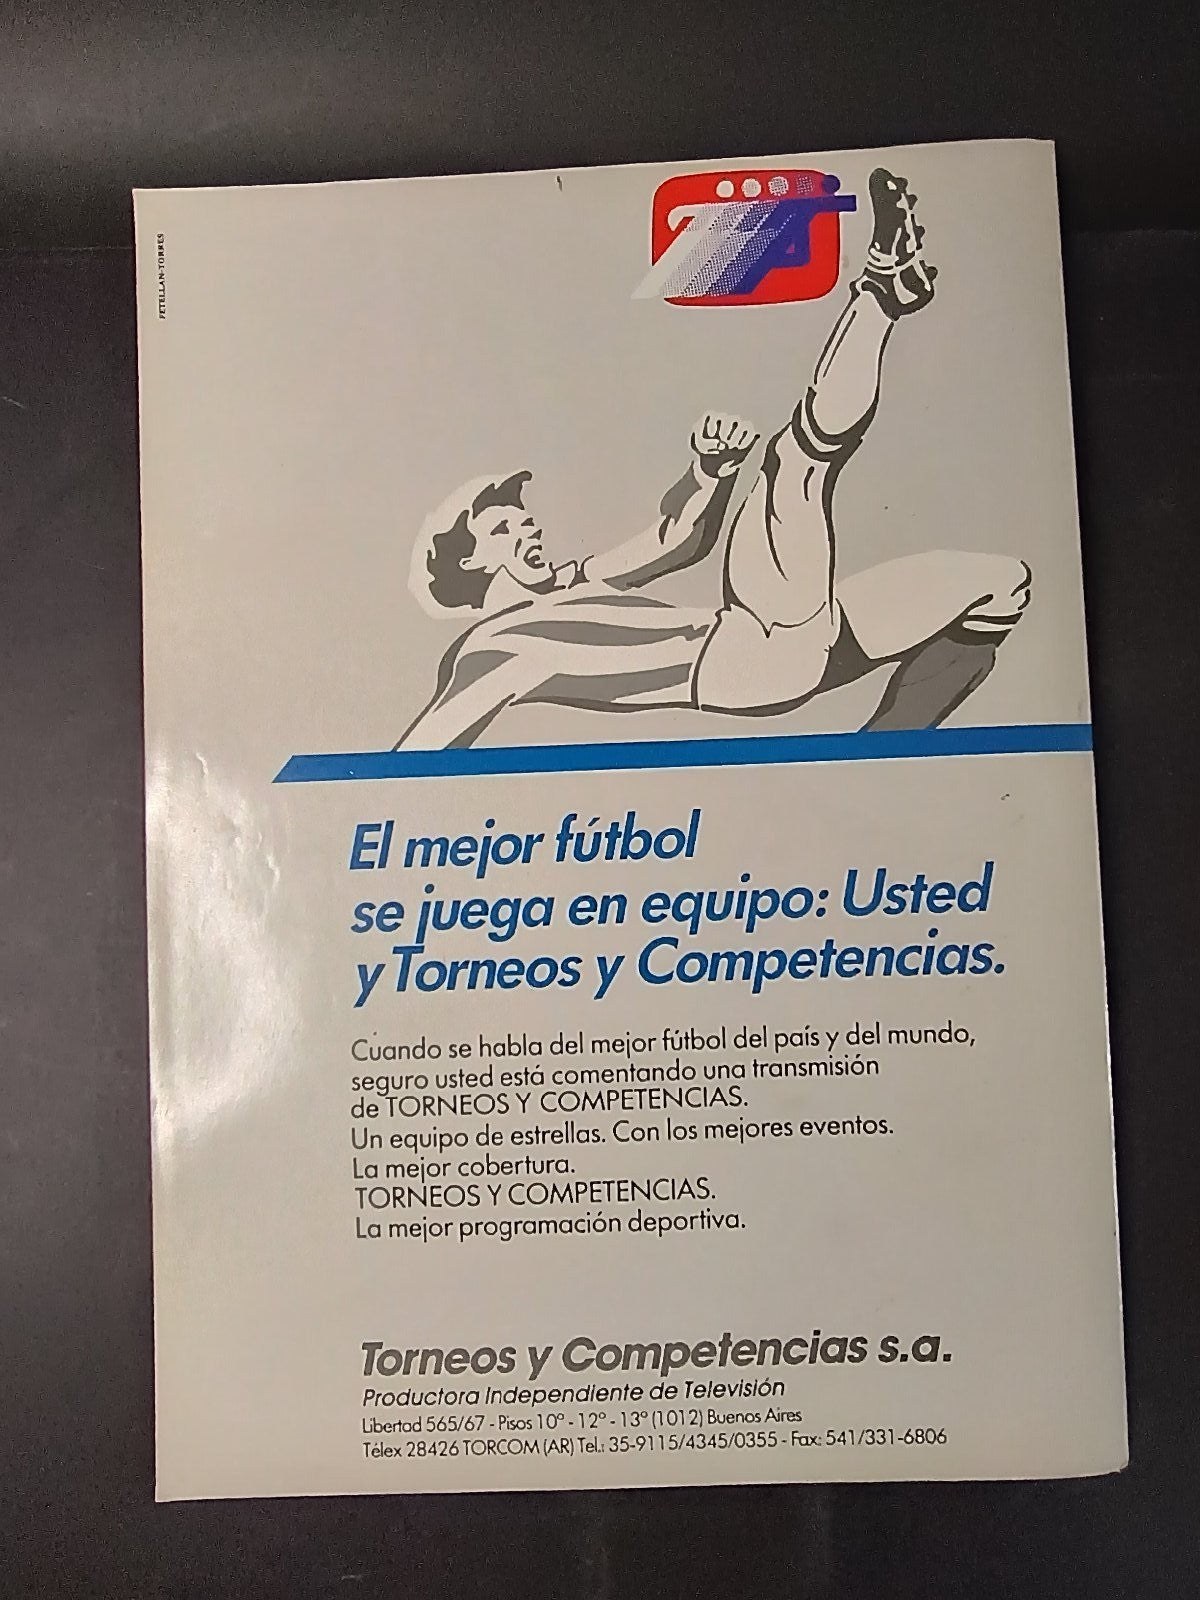 FETELLAN-TORRES
El mejor fútbol
se juega en equipo: Usted
y Torneos y Competencias.
Cuando se habla del mejor fútbol del país y del mundo,
seguro usted está comentando una transmisión
de TORNEOS Y COMPETENCIAS.
Un equipo de estrellas. Con los mejores eventos.
La mejor cobertura.
TORNEOS Y COMPETENCIAS.
La mejor programación deportiva.
Torneos y Competencias s.a.
Productora Independiente de Televisión
Libertad 565/67 - Pisos 10° - 12° - 13° (1012) Buenos Aires
Télex 28426 TORCOM (AR) Tel.: 35-9115/4345/0355 - Fax: 541/331-6806